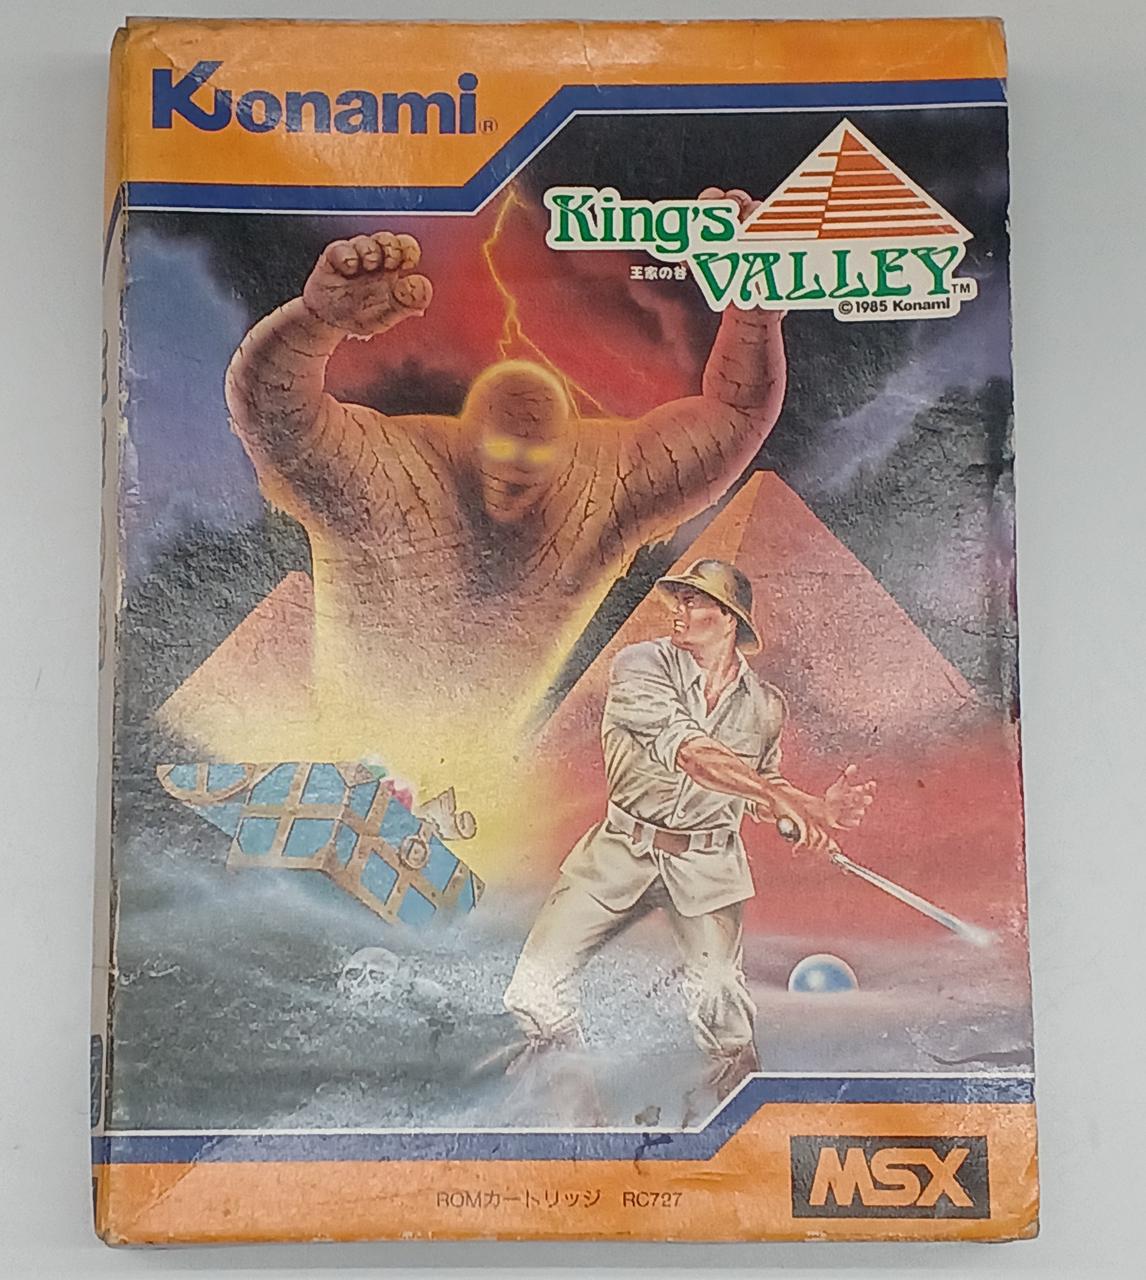 Konami®
King's
王家の谷
VALLEY™
©1985 Konami
MSX
ROMカートリッジ RC727